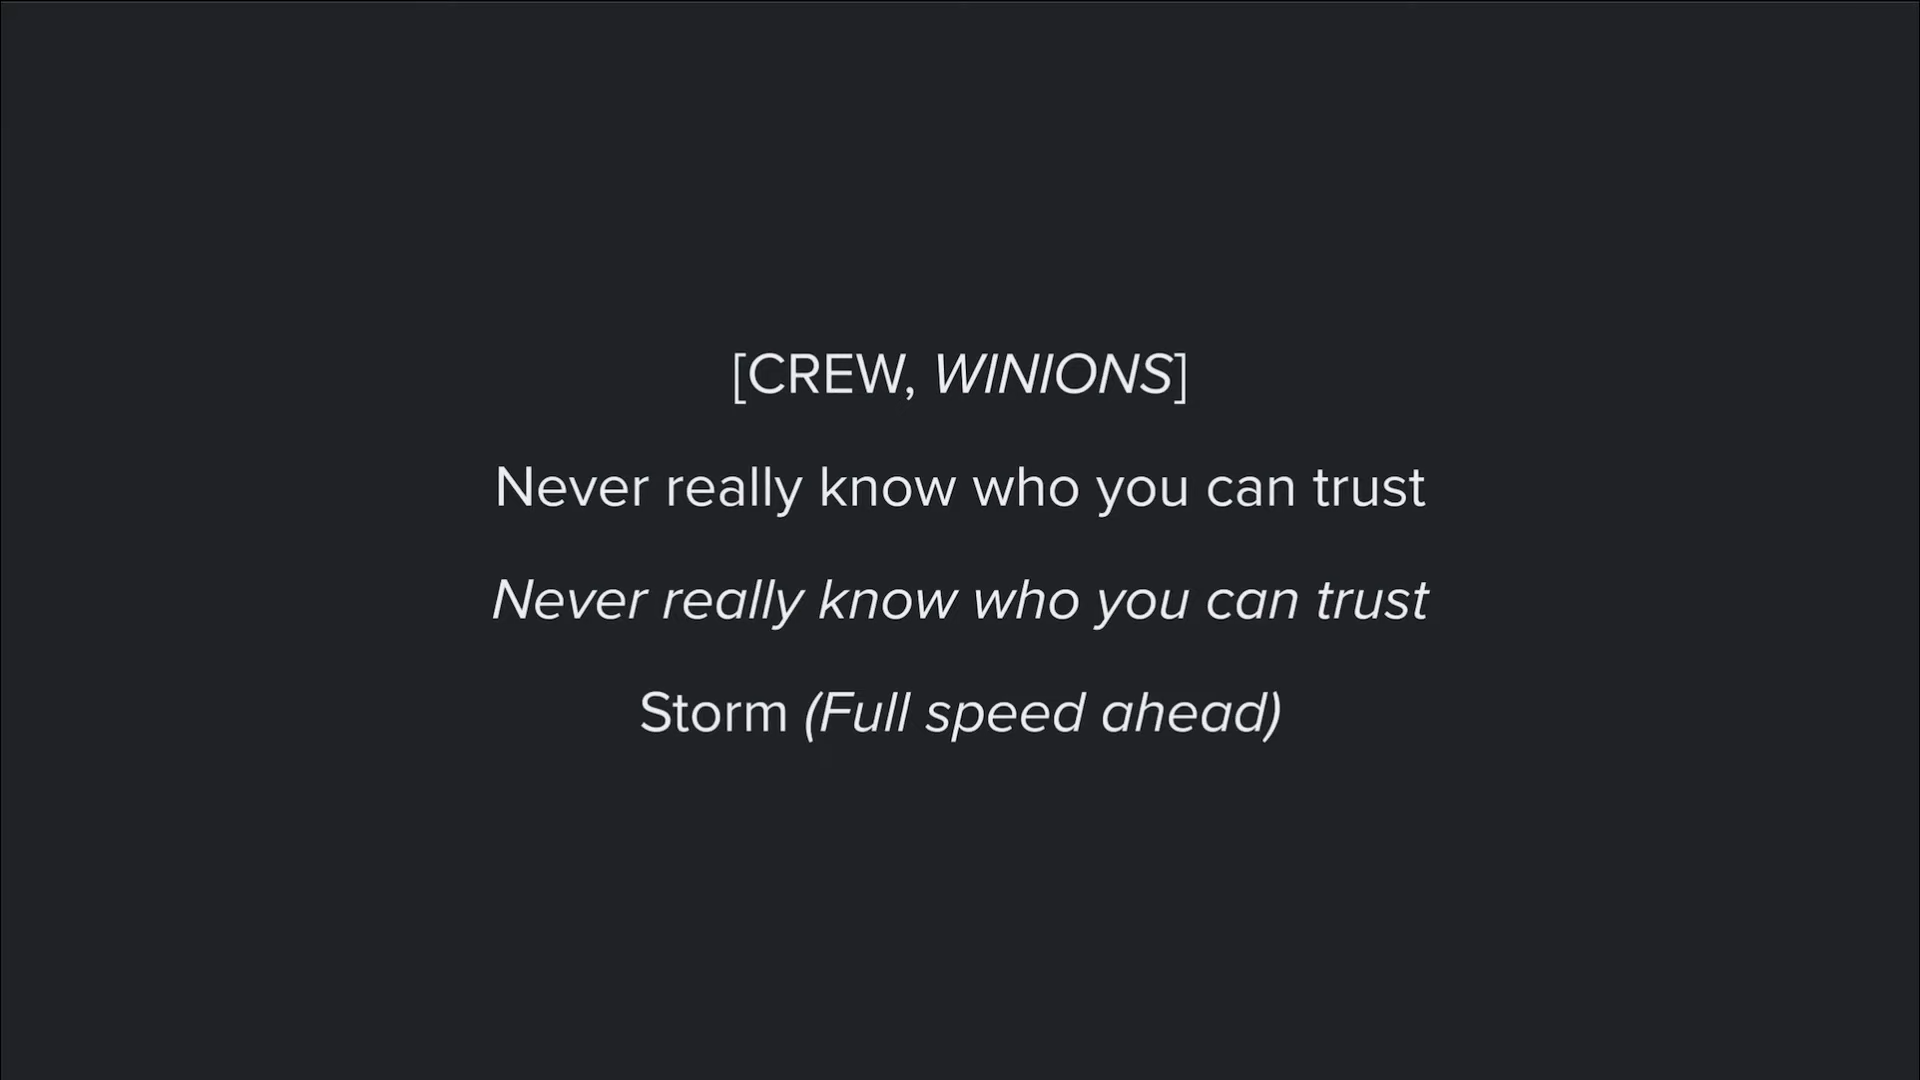 [CREW, WINIONS]
Never really know who you can trust
Never really know who you can trust
Storm (Full speed ahead)